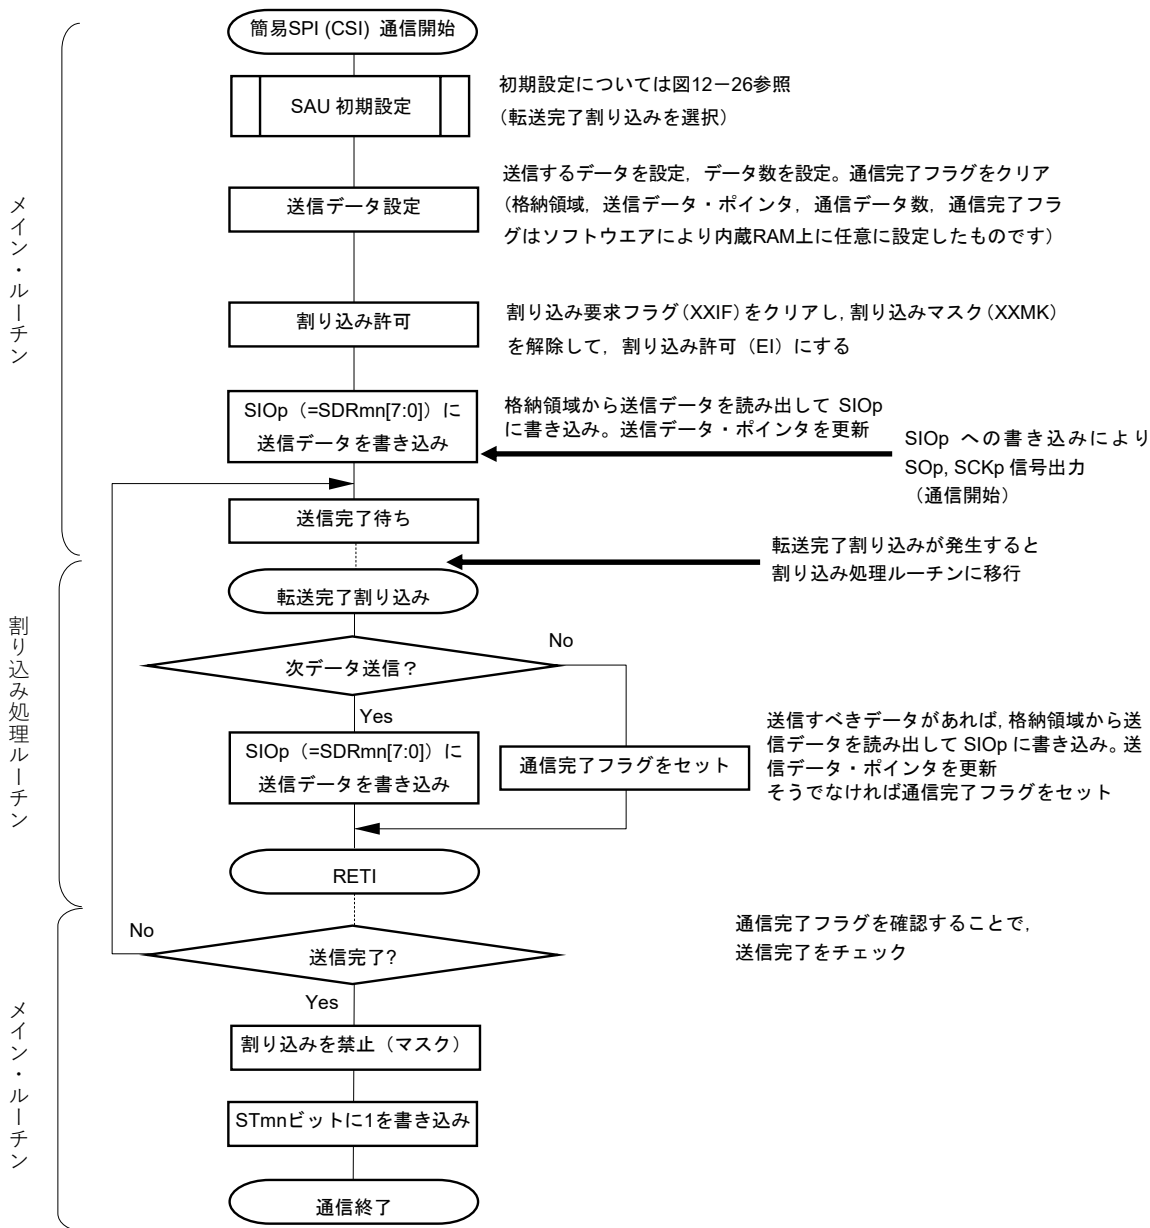 簡易SPI (CSI) 通信開始
SAU 初期設定
初期設定については図12－26参照
（転送完了割り込みを選択）
メイン・ルーチン
送信データ設定
送信するデータを設定，データ数を設定。通信完了フラグをクリア
（格納領域，送信データ・ポインタ，通信データ数，通信完了フラ
グはソフトウエアにより内蔵RAM上に任意に設定したものです）
割り込み許可
割り込み要求フラグ（XXIF）をクリアし，割り込みマスク（XXMK）
を解除して，割り込み許可（EI）にする
SIOp（=SDRmn[7:0]）に
送信データを書き込み
格納領域から送信データを読み出して SIOp
に書き込み。送信データ・ポインタを更新
SIOp への書き込みにより
SOp, SCKp 信号出力
（通信開始）
送信完了待ち
転送完了割り込みが発生すると
割り込み処理ルーチンに移行
割り込み処理ルーチン
転送完了割り込み
次データ送信？
No
Yes
SIOp（=SDRmn[7:0]）に
送信データを書き込み
通信完了フラグをセット
送信すべきデータがあれば，格納領域から送
信データを読み出して SIOp に書き込み。送
信データ・ポインタを更新
そうでなければ通信完了フラグをセット
RETI
メイン・ルーチン
送信完了?
No
Yes
通信完了フラグを確認することで，
送信完了をチェック
割り込みを禁止（マスク）
STmnビットに1を書き込み
通信終了